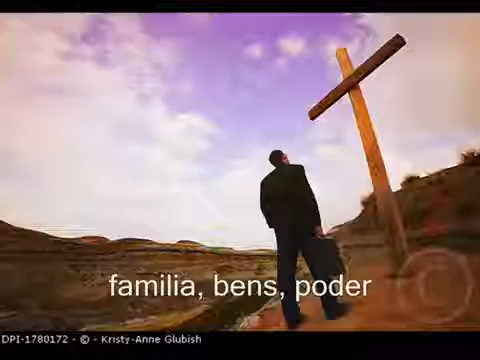 familia, bens, poder
DPI-1780172 - © - Kristy-Anne Glubish